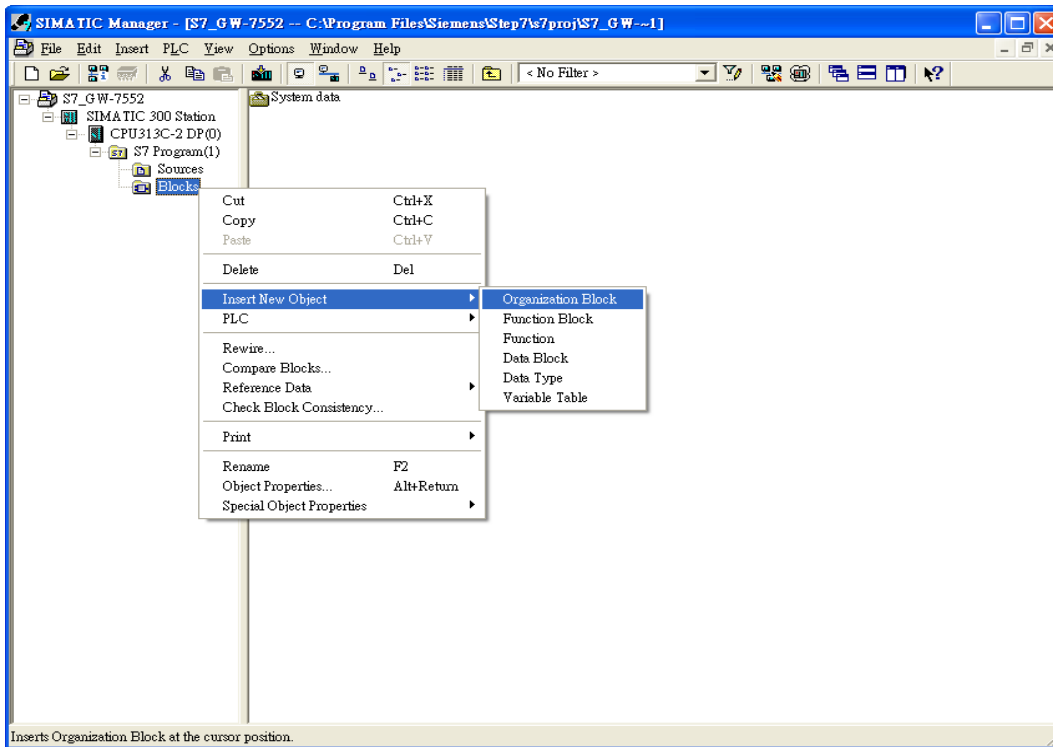 SIMATIC Manager - [S7_GW-7552 -- C:\Program Files\Siemens\Step7\s7proj\S7_GW-~1]
File Edit Insert PLC View Options Window Help
< No Filter >
S7_GW-7552
System data
SIMATIC 300 Station
CPU313C-2 DP(0)
S7 Program(1)
Sources
Blocks
Cut Ctrl+X
Copy Ctrl+C
Paste Ctrl+V
Delete Del
Insert New Object
PLC
Rewire...
Compare Blocks...
Reference Data
Check Block Consistency...
Print
Rename F2
Object Properties... Alt+Return
Special Object Properties
Organization Block
Function Block
Function
Data Block
Data Type
Variable Table
Inserts Organization Block at the cursor position.